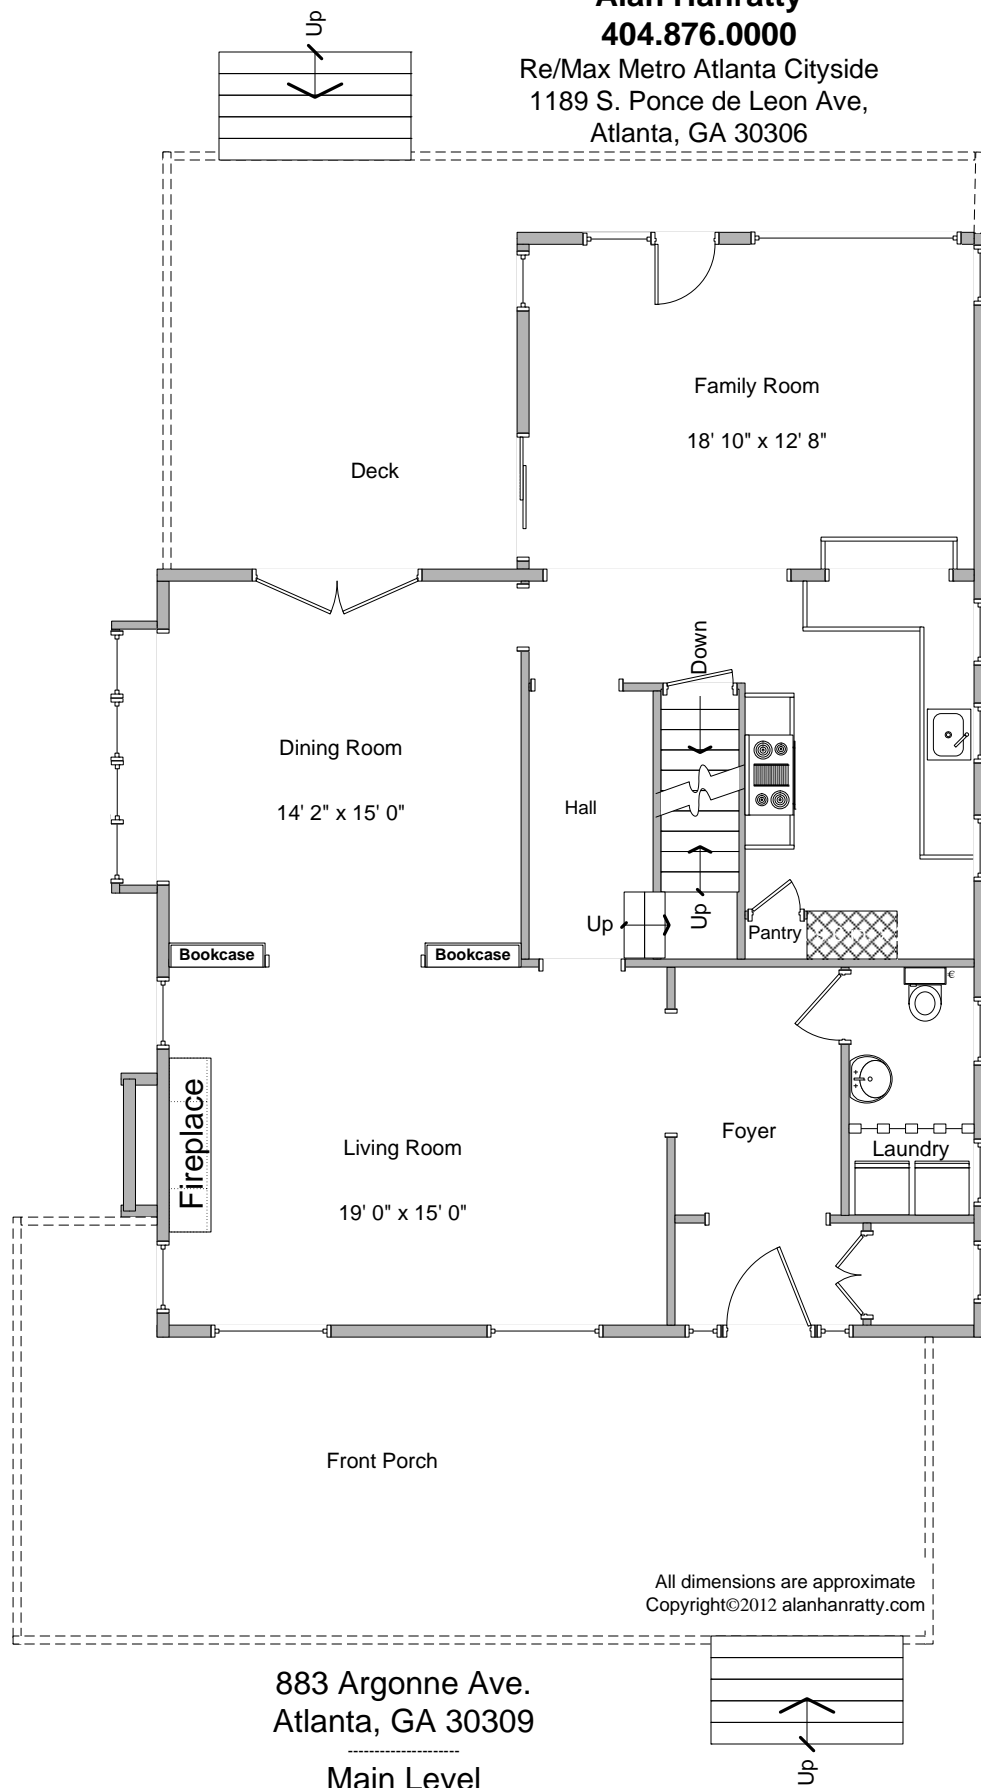 Alan Hanratty
404.876.0000
Re/Max Metro Atlanta Cityside
1189 S. Ponce de Leon Ave,
Atlanta, GA 30306
Up
Family Room
18' 10" x 12' 8"
Deck
Down
Dining Room
14' 2" x 15' 0"
Hall
Up
Up
Pantry
Bookcase
Bookcase
€
Fireplace
Living Room
19' 0" x 15' 0"
Foyer
Laundry
Front Porch
All dimensions are approximate
Copyright©2012 alanhanratty.com
883 Argonne Ave.
Atlanta, GA 30309
---------------------
Main Level
Up